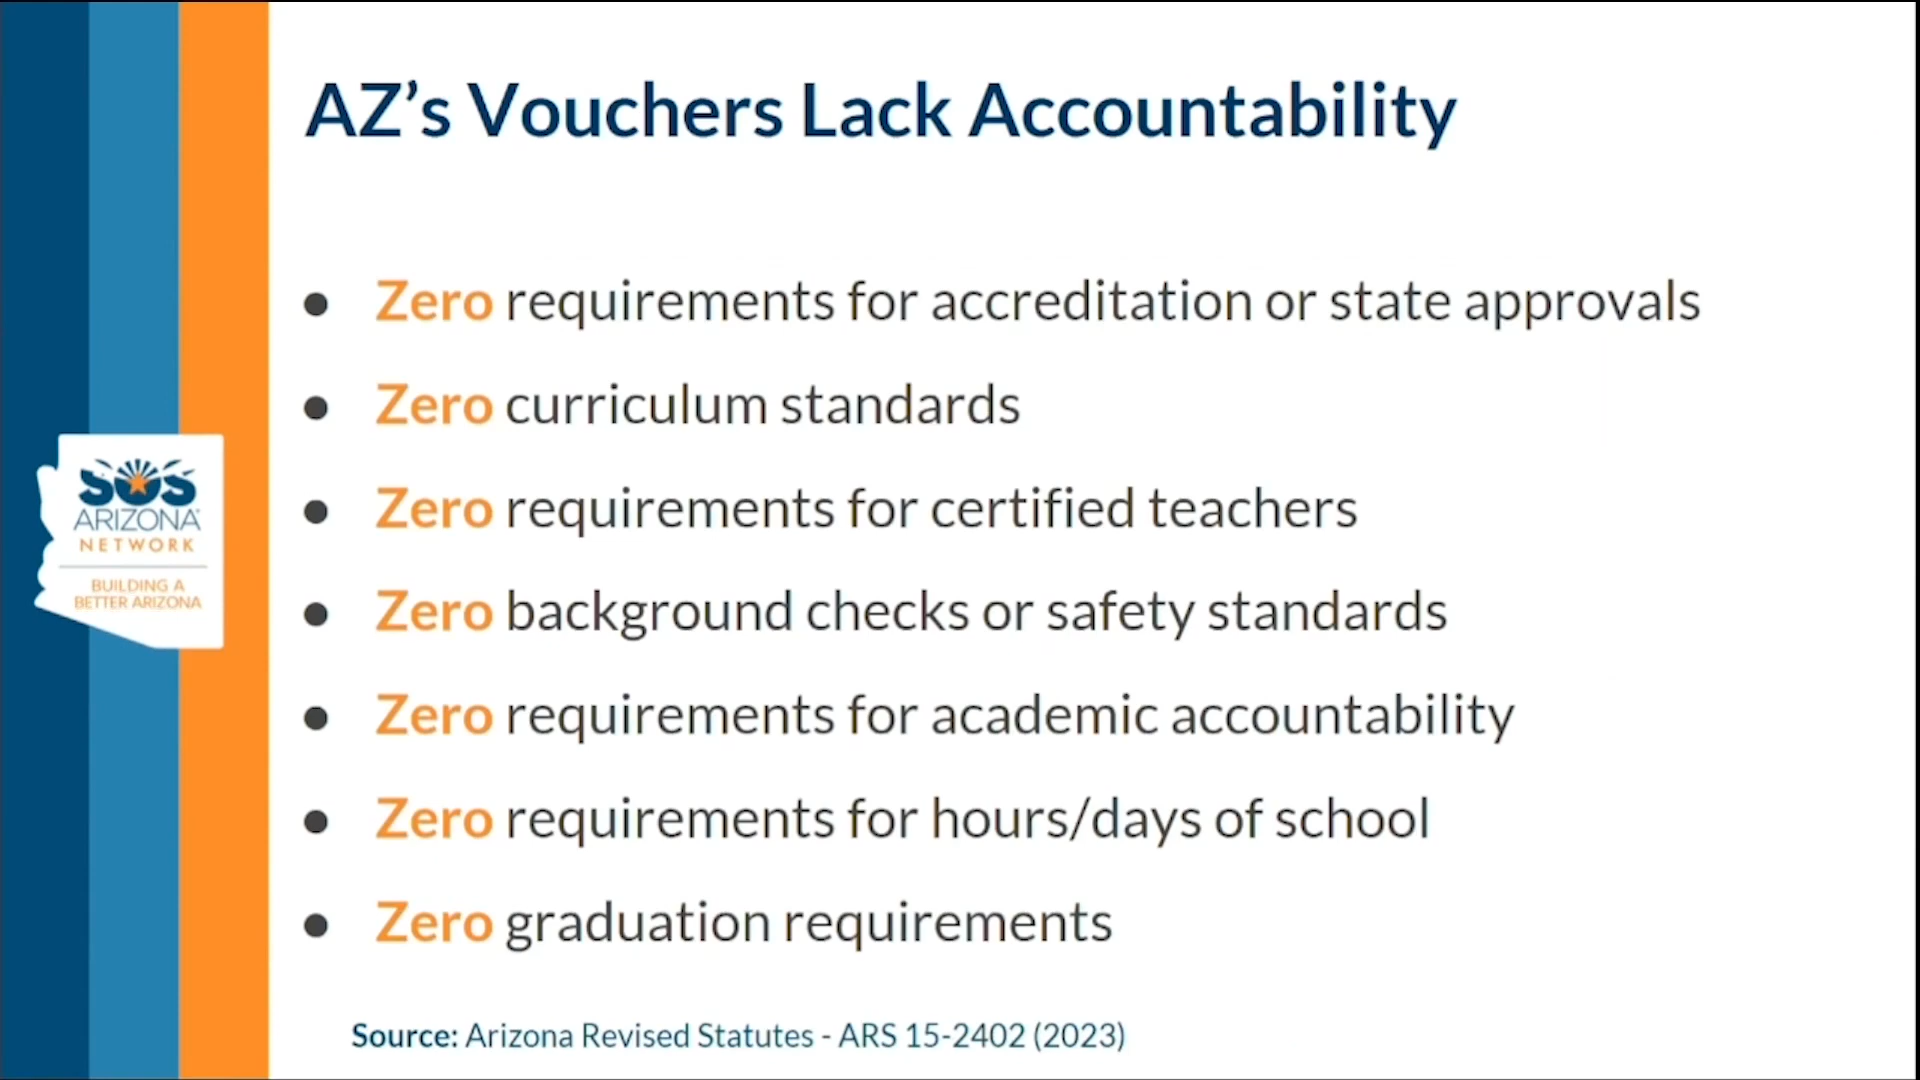 AZ’s Vouchers Lack Accountability
● Zero requirements for accreditation or state approvals
● Zero curriculum standards
● Zero requirements for certified teachers
● Zero background checks or safety standards
● Zero requirements for academic accountability
● Zero requirements for hours/days of school
● Zero graduation requirements
Source: Arizona Revised Statutes - ARS 15-2402 (2023)
SOS
ARIZONA
NETWORK
BUILDING A
BETTER ARIZONA